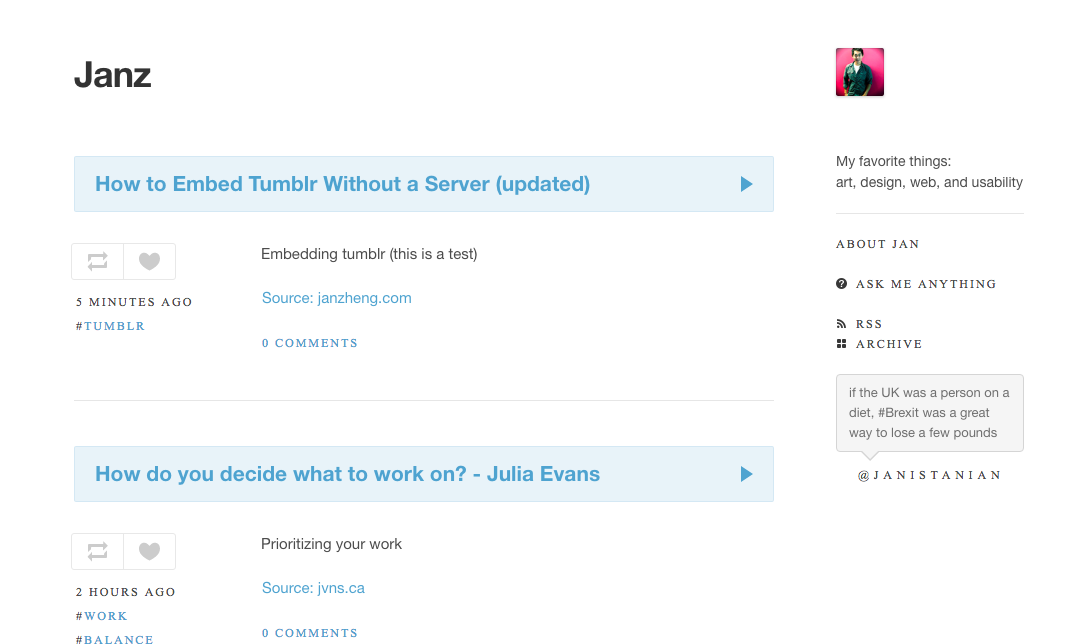 Janz
How to Embed Tumblr Without a Server (updated)
Embedding tumblr (this is a test)
Source: janzheng.com
0 COMMENTS
5 MINUTES AGO
#TUMBLR
How do you decide what to work on? - Julia Evans
Prioritizing your work
Source: jvns.ca
0 COMMENTS
2 HOURS AGO
#WORK
#BALANCE
My favorite things:
art, design, web, and usability
ABOUT JAN
ASK ME ANYTHING
RSS
ARCHIVE
if the UK was a person on a
diet, #Brexit was a great
way to lose a few pounds
@JANISTANIAN